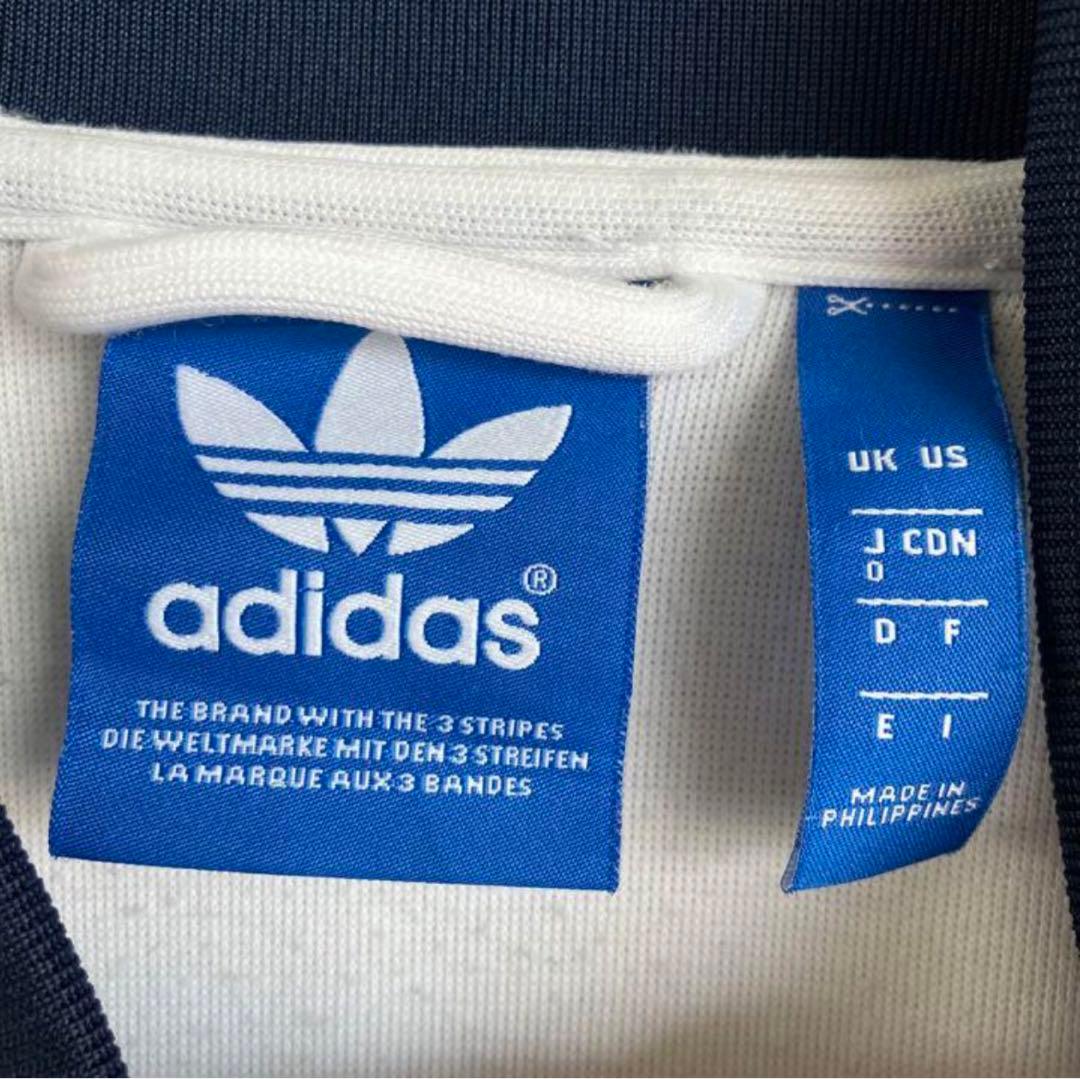 adidas®
THE BRAND WITH THE 3 STRIPES
DIE WELTMARKE MIT DEN 3 STREIFEN
LA MARQUE AUX 3 BANDES
UK US
J CDN
O
D F
E I
MADE IN
PHILIPPINES